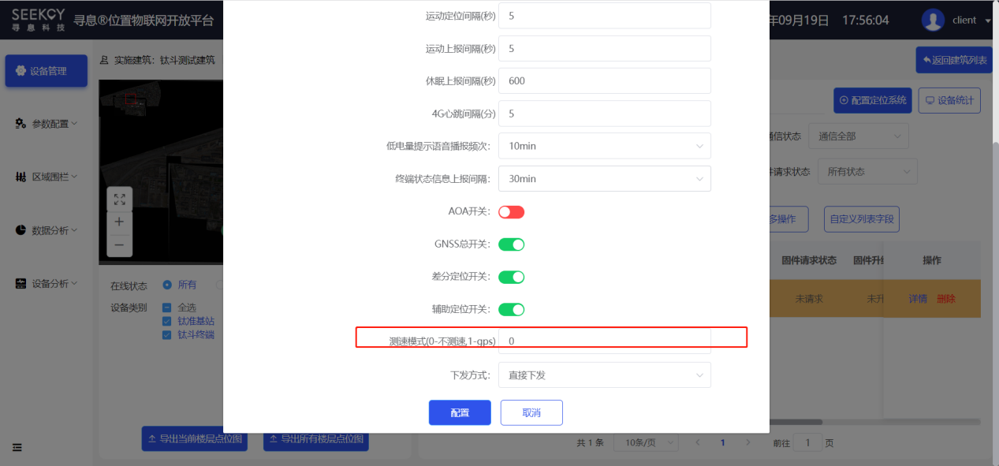 SEEKCY
寻息科技
寻息®位置物联网开放平台
年09月19日 17:56:04
client
设备管理
参数配置
区域围栏
数据分析
设备分析
实施建筑：钛斗测试建筑
返回建筑列表
运动定位间隔(秒) 5
运动上报间隔(秒) 5
休眠上报间隔(秒) 600
4G心跳间隔(分) 5
低电量提示语音播报频次： 10min
终端状态信息上报间隔： 30min
AOA开关：
GNSS总开关：
差分定位开关：
辅助定位开关：
测速模式(0-不测速,1-gps) 0
下发方式： 直接下发
配置 取消
配置定位系统 设备统计
通信状态 通信全部
请求状态 所有状态
多操作 自定义列表字段
固件请求状态 固件升级 操作
未请求 未升 详情 删除
在线状态 所有
设备类别 全选
钛准基站
钛斗终端
导出当前楼层点位图 导出所有楼层点位图
共 1 条 10条/页 1 前往 1 页